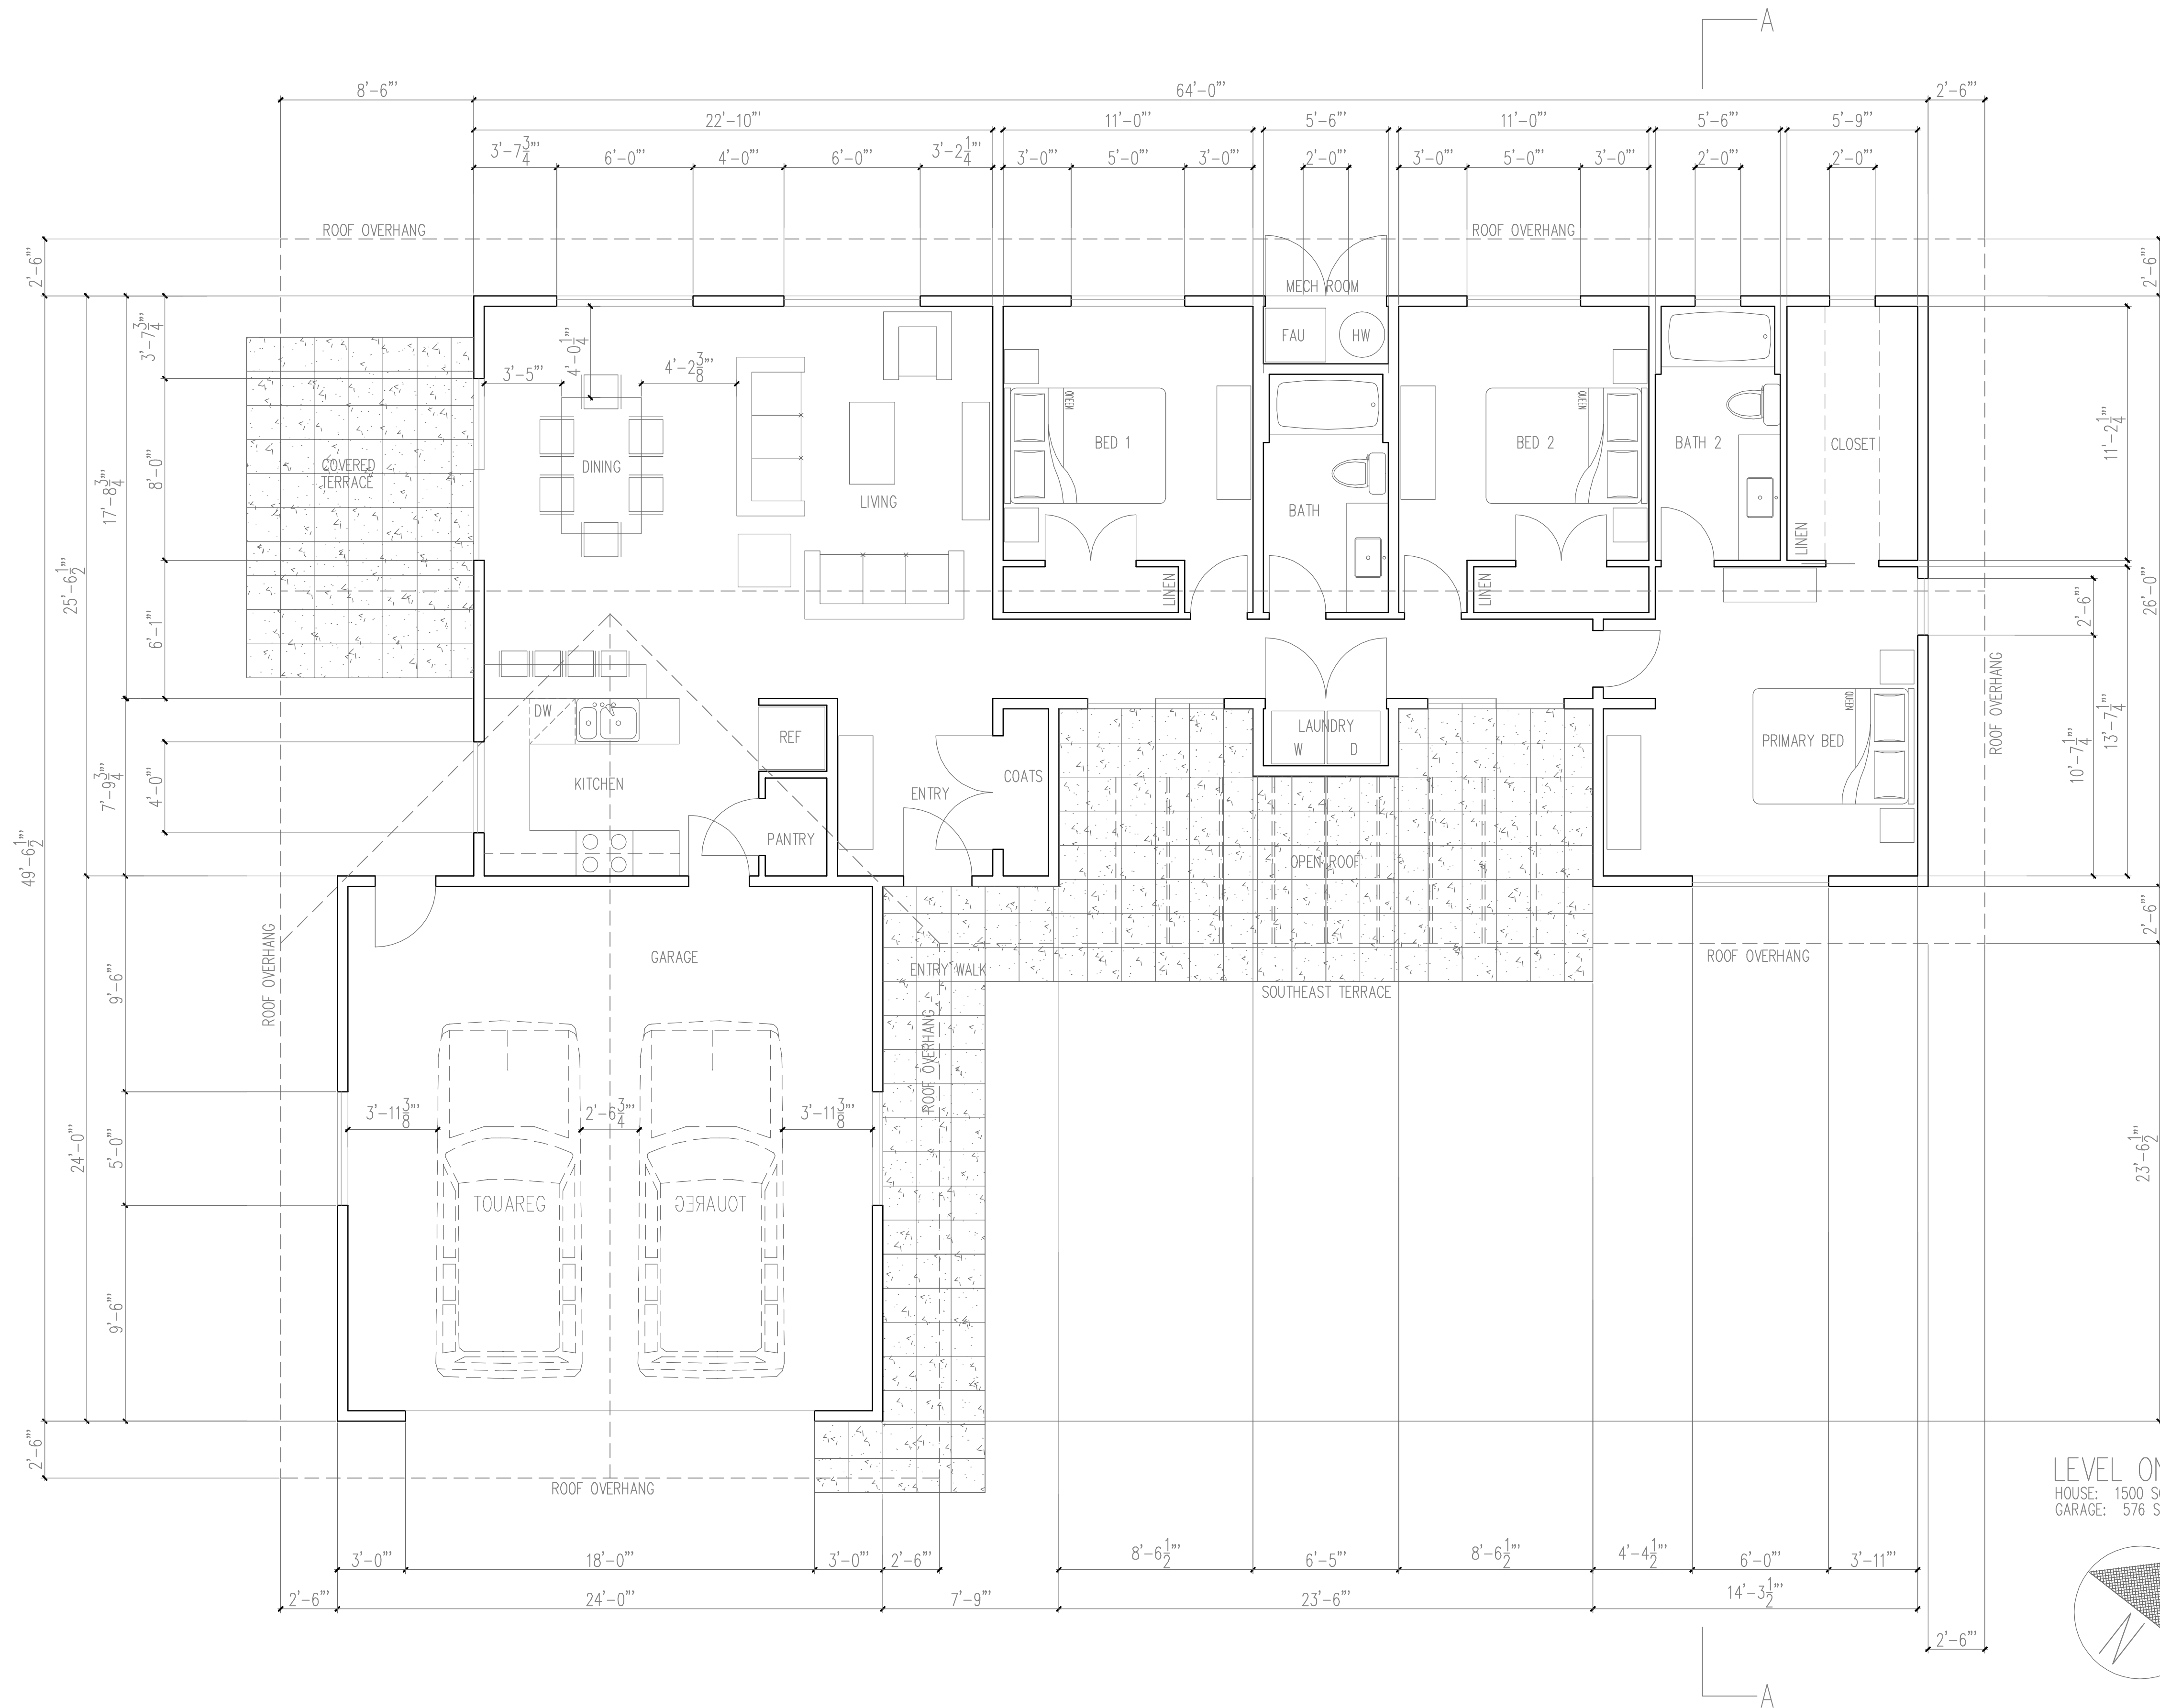 A
8'-6"'
64'-0"'
2'-6"'
22'-10"'
11'-0"'
5'-6"'
11'-0"'
5'-6"'
5'-9"'
3'-7 3/4"'
6'-0"'
4'-0"'
6'-0"'
3'-2 1/4"'
3'-0"'
5'-0"'
3'-0"'
2'-0"'
3'-0"'
5'-0"'
3'-0"'
2'-0"'
2'-0"'
ROOF OVERHANG
ROOF OVERHANG
2'-6"'
2'-6"'
MECH ROOM
FAU
HW
3'-7 3/4"'
4'-0 1/4"'
3'-5"'
4'-2 3/8"'
QUEEN
QUEEN
BED 1
BED 2
BATH 2
CLOSET
11'-2 1/4"'
DINING
COVERED
TERRACE
8'-0"'
17'-8 3/4"'
LIVING
BATH
LINEN
LINEN
LINEN
25'-6 1/2"'
6'-1"'
2'-6"'
26'-0"'
ROOF OVERHANG
QUEEN
DW
REF
LAUNDRY
W
D
PRIMARY BED
KITCHEN
COATS
ENTRY
PANTRY
4'-0"'
7'-9 3/4"'
10'-7 1/4"'
13'-7 1/4"'
49'-6 1/2"'
OPEN ROOF
2'-6"'
GARAGE
ROOF OVERHANG
ENTRY WALK
ROOF OVERHANG
SOUTHEAST TERRACE
9'-6"'
ROOF OVERHANG
3'-11 3/8"'
2'-6 3/4"'
3'-11 3/8"'
24'-0"'
5'-0"'
23'-6 1/2"'
TOUAREG
TOUAREG
9'-6"'
2'-6"'
ROOF OVERHANG
LEVEL ON
HOUSE: 1500 S
GARAGE: 576 S
3'-0"'
18'-0"'
3'-0"'
2'-6"'
8'-6 1/2"'
6'-5"'
8'-6 1/2"'
4'-4 1/2"'
6'-0"'
3'-11"'
2'-6"'
24'-0"'
7'-9"'
23'-6"'
14'-3 1/2"'
2'-6"'
N
A